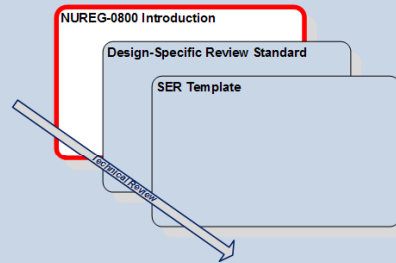 NUREG-0800 Introduction
Design-Specific Review Standard
SER Template
Technical Review